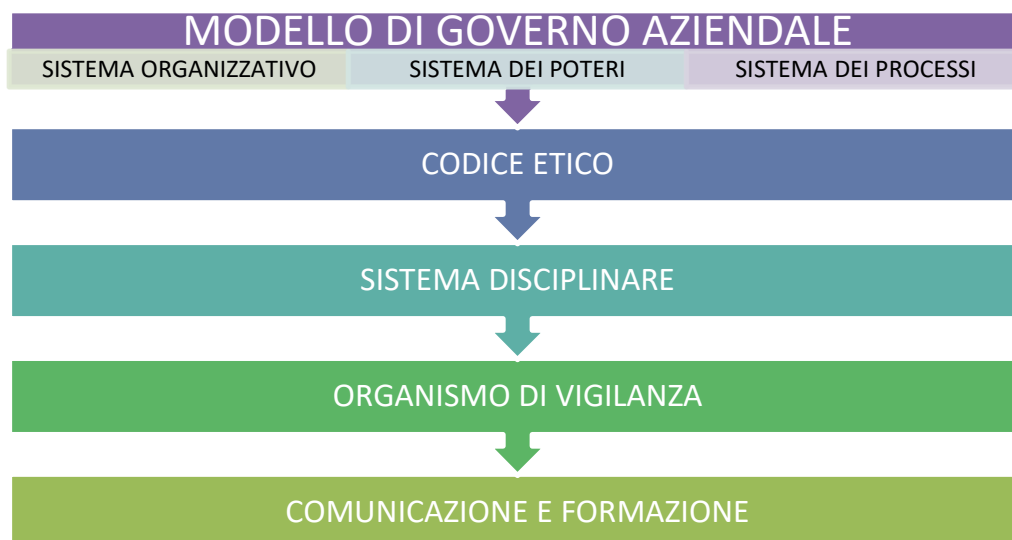 MODELLO DI GOVERNO AZIENDALE
SISTEMA ORGANIZZATIVO SISTEMA DEI POTERI SISTEMA DEI PROCESSI
CODICE ETICO
SISTEMA DISCIPLINARE
ORGANISMO DI VIGILANZA
COMUNICAZIONE E FORMAZIONE